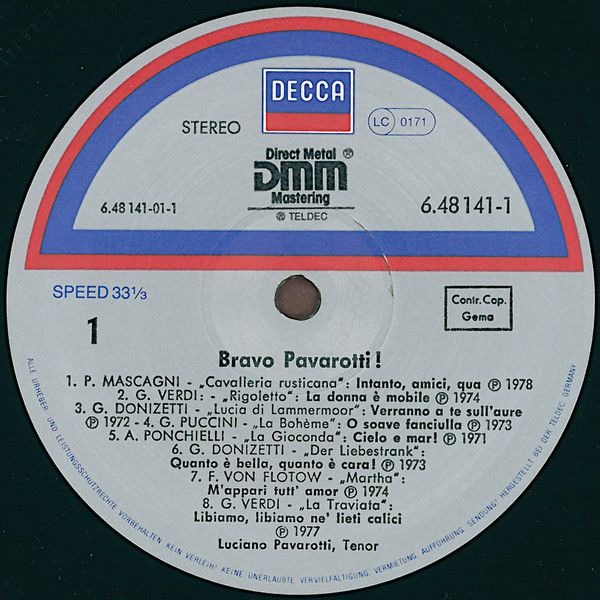 DECCA
STEREO
LC 0171
Direct Metal ®
DMM
Mastering
® TELDEC
6.48 141-01-1
6.48 141-1
SPEED 33⅓
Contr. Cop.
Gema
1
Bravo Pavarotti !
1. P. MASCAGNI - „Cavalleria rusticana“: Intanto, amici, qua ℗ 1978
2. G. VERDI: - „Rigoletto“: La donna è mobile ℗ 1974
3. G. DONIZETTI - „Lucia di Lammermoor“: Verranno a te sull'aure
℗ 1972 - 4. G. PUCCINI - „La Bohème“: O soave fanciulla ℗ 1973
5. A. PONCHIELLI - „La Gioconda“: Cielo e mar! ℗ 1971
6. G. DONIZETTI - „Der Liebestrank“:
Quanto è bella, quanto è cara! ℗ 1973
7. F. VON FLOTOW - „Martha“:
M'appari tutt' amor ℗ 1974
8. G. VERDI - „La Traviata“:
Libiamo, libiamo ne' lieti calici
℗ 1977
Luciano Pavarotti, Tenor
ALLE URHEBER- UND LEISTUNGSSCHUTZRECHTE VORBEHALTEN. KEIN VERLEIH! KEINE UNERLAUBTE VERVIELFÄLTIGUNG, VERMIETUNG, AUFFÜHRUNG, SENDUNG! HERGESTELLT BEI DER TELDEC, GERMANY